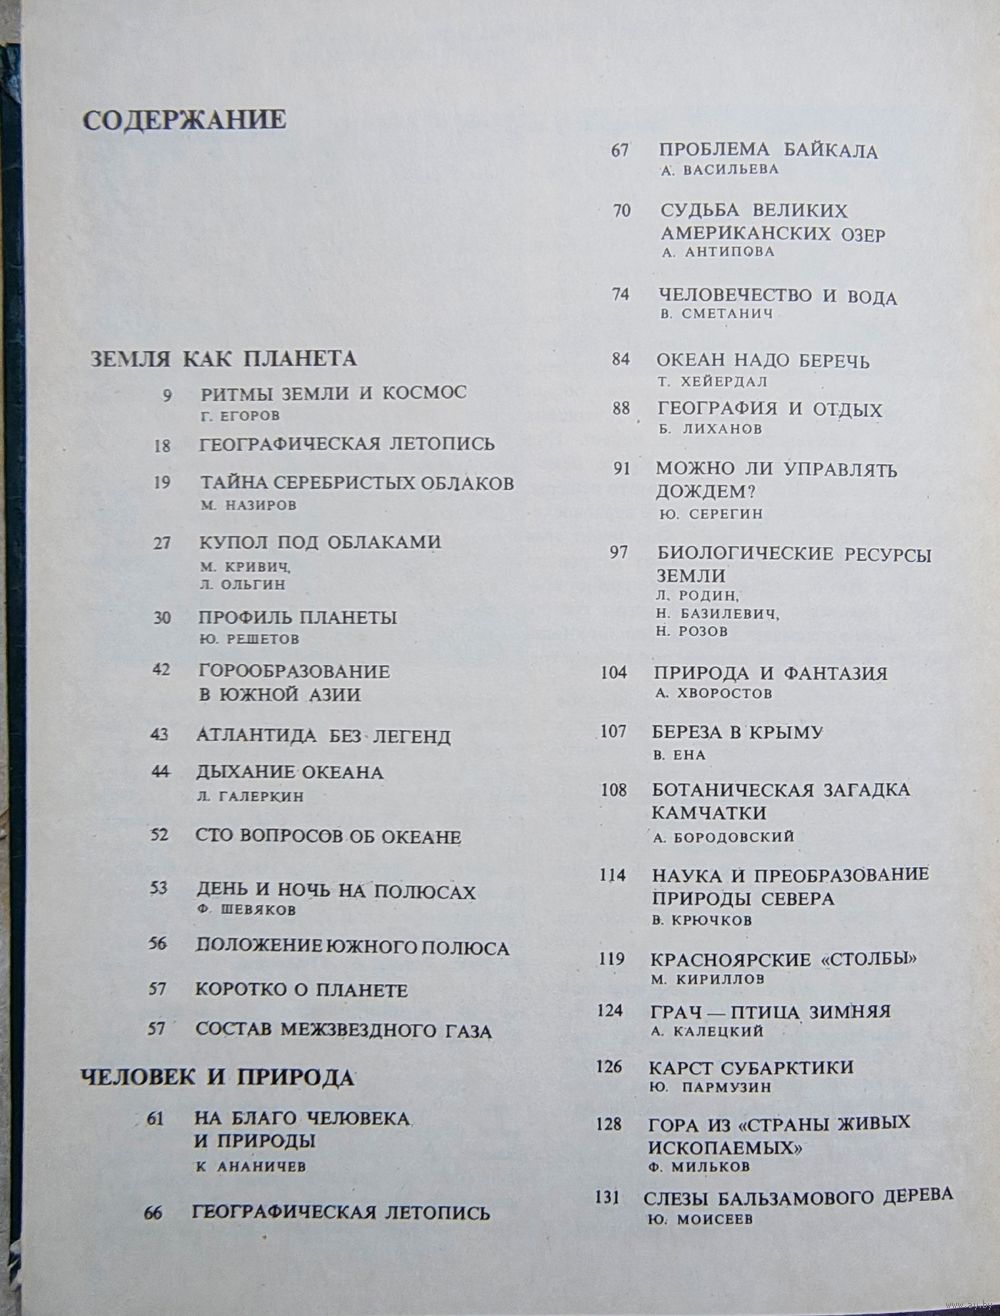 СОДЕРЖАНИЕ
ЗЕМЛЯ КАК ПЛАНЕТА
9 РИТМЫ ЗЕМЛИ И КОСМОС
Г. ЕГОРОВ
18 ГЕОГРАФИЧЕСКАЯ ЛЕТОПИСЬ
19 ТАЙНА СЕРЕБРИСТЫХ ОБЛАКОВ
М. НАЗИРОВ
27 КУПОЛ ПОД ОБЛАКАМИ
М. КРИВИЧ,
Л. ОЛЬГИН
30 ПРОФИЛЬ ПЛАНЕТЫ
Ю. РЕШЕТОВ
42 ГОРООБРАЗОВАНИЕ
В ЮЖНОЙ АЗИИ
43 АТЛАНТИДА БЕЗ ЛЕГЕНД
44 ДЫХАНИЕ ОКЕАНА
Л. ГАЛЕРКИН
52 СТО ВОПРОСОВ ОБ ОКЕАНЕ
53 ДЕНЬ И НОЧЬ НА ПОЛЮСАХ
Ф. ШЕВЯКОВ
56 ПОЛОЖЕНИЕ ЮЖНОГО ПОЛЮСА
57 КОРОТКО О ПЛАНЕТЕ
57 СОСТАВ МЕЖЗВЕЗДНОГО ГАЗА
ЧЕЛОВЕК И ПРИРОДА
61 НА БЛАГО ЧЕЛОВЕКА
И ПРИРОДЫ
К АНАНИЧЕВ
66 ГЕОГРАФИЧЕСКАЯ ЛЕТОПИСЬ
67 ПРОБЛЕМА БАЙКАЛА
А. ВАСИЛЬЕВА
70 СУДЬБА ВЕЛИКИХ
АМЕРИКАНСКИХ ОЗЕР
А. АНТИПОВА
74 ЧЕЛОВЕЧЕСТВО И ВОДА
В. СМЕТАНИЧ
84 ОКЕАН НАДО БЕРЕЧЬ
Т. ХЕЙЕРДАЛ
88 ГЕОГРАФИЯ И ОТДЫХ
Б. ЛИХАНОВ
91 МОЖНО ЛИ УПРАВЛЯТЬ
ДОЖДЕМ?
Ю. СЕРЕГИН
97 БИОЛОГИЧЕСКИЕ РЕСУРСЫ
ЗЕМЛИ
Л. РОДИН,
Н. БАЗИЛЕВИЧ,
Н. РОЗОВ
104 ПРИРОДА И ФАНТАЗИЯ
А. ХВОРОСТОВ
107 БЕРЕЗА В КРЫМУ
В. ЕНА
108 БОТАНИЧЕСКАЯ ЗАГАДКА
КАМЧАТКИ
А. БОРОДОВСКИЙ
114 НАУКА И ПРЕОБРАЗОВАНИЕ
ПРИРОДЫ СЕВЕРА
В. КРЮЧКОВ
119 КРАСНОЯРСКИЕ «СТОЛБЫ»
М. КИРИЛЛОВ
124 ГРАЧ — ПТИЦА ЗИМНЯЯ
А. КАЛЕЦКИЙ
126 КАРСТ СУБАРКТИКИ
Ю. ПАРМУЗИН
128 ГОРА ИЗ «СТРАНЫ ЖИВЫХ
ИСКОПАЕМЫХ»
Ф. МИЛЬКОВ
131 СЛЕЗЫ БАЛЬЗАМОВОГО ДЕРЕВА
Ю. МОИСЕЕВ
www.ay.by